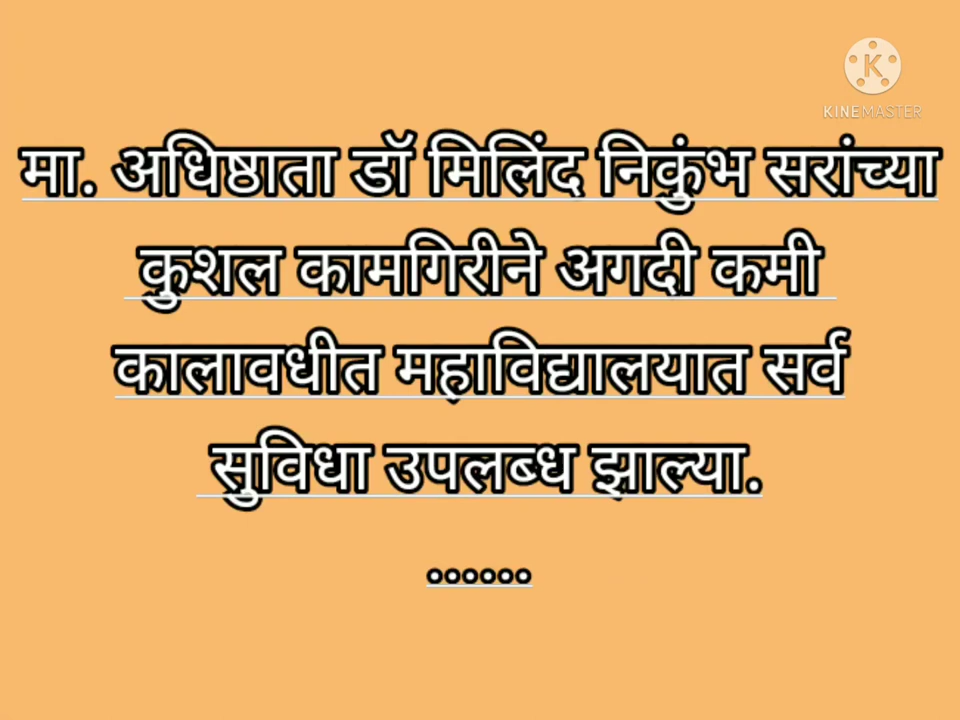 K
KINEMASTER
मा. अधिष्ठाता डॉ मिलिंद निकुंभ सरांच्या
कुशल कामगिरीने अगदी कमी
कालावधीत महाविद्यालयात सर्व
सुविधा उपलब्ध झाल्या.
......